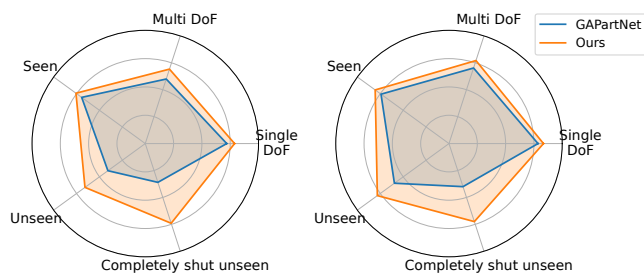 Multi DoF
Seen
Single
DoF
Unseen
Completely shut unseen
Multi DoF
Seen
Single
DoF
Unseen
Completely shut unseen
GAPartNet
Ours